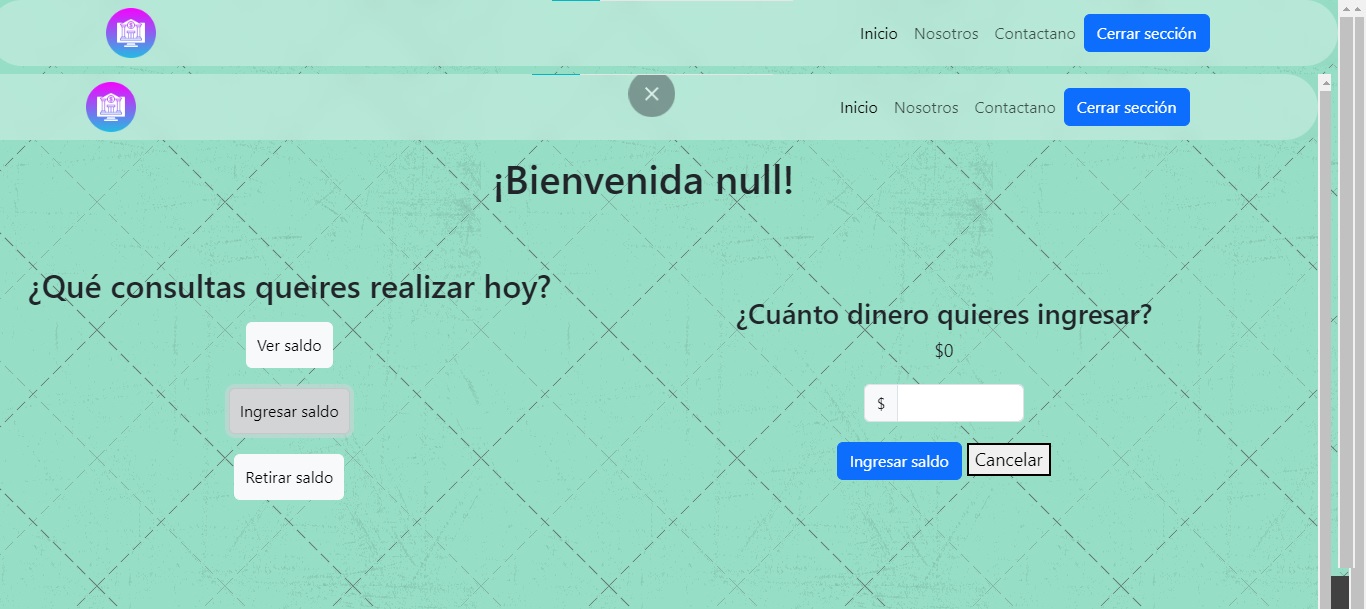 Inicio Nosotros Contactano Cerrar sección
Inicio Nosotros Contactano Cerrar sección
¡Bienvenida null!
¿Qué consultas queires realizar hoy?
Ver saldo
Ingresar saldo
Retirar saldo
¿Cuánto dinero quieres ingresar?
$0
$
Ingresar saldo Cancelar